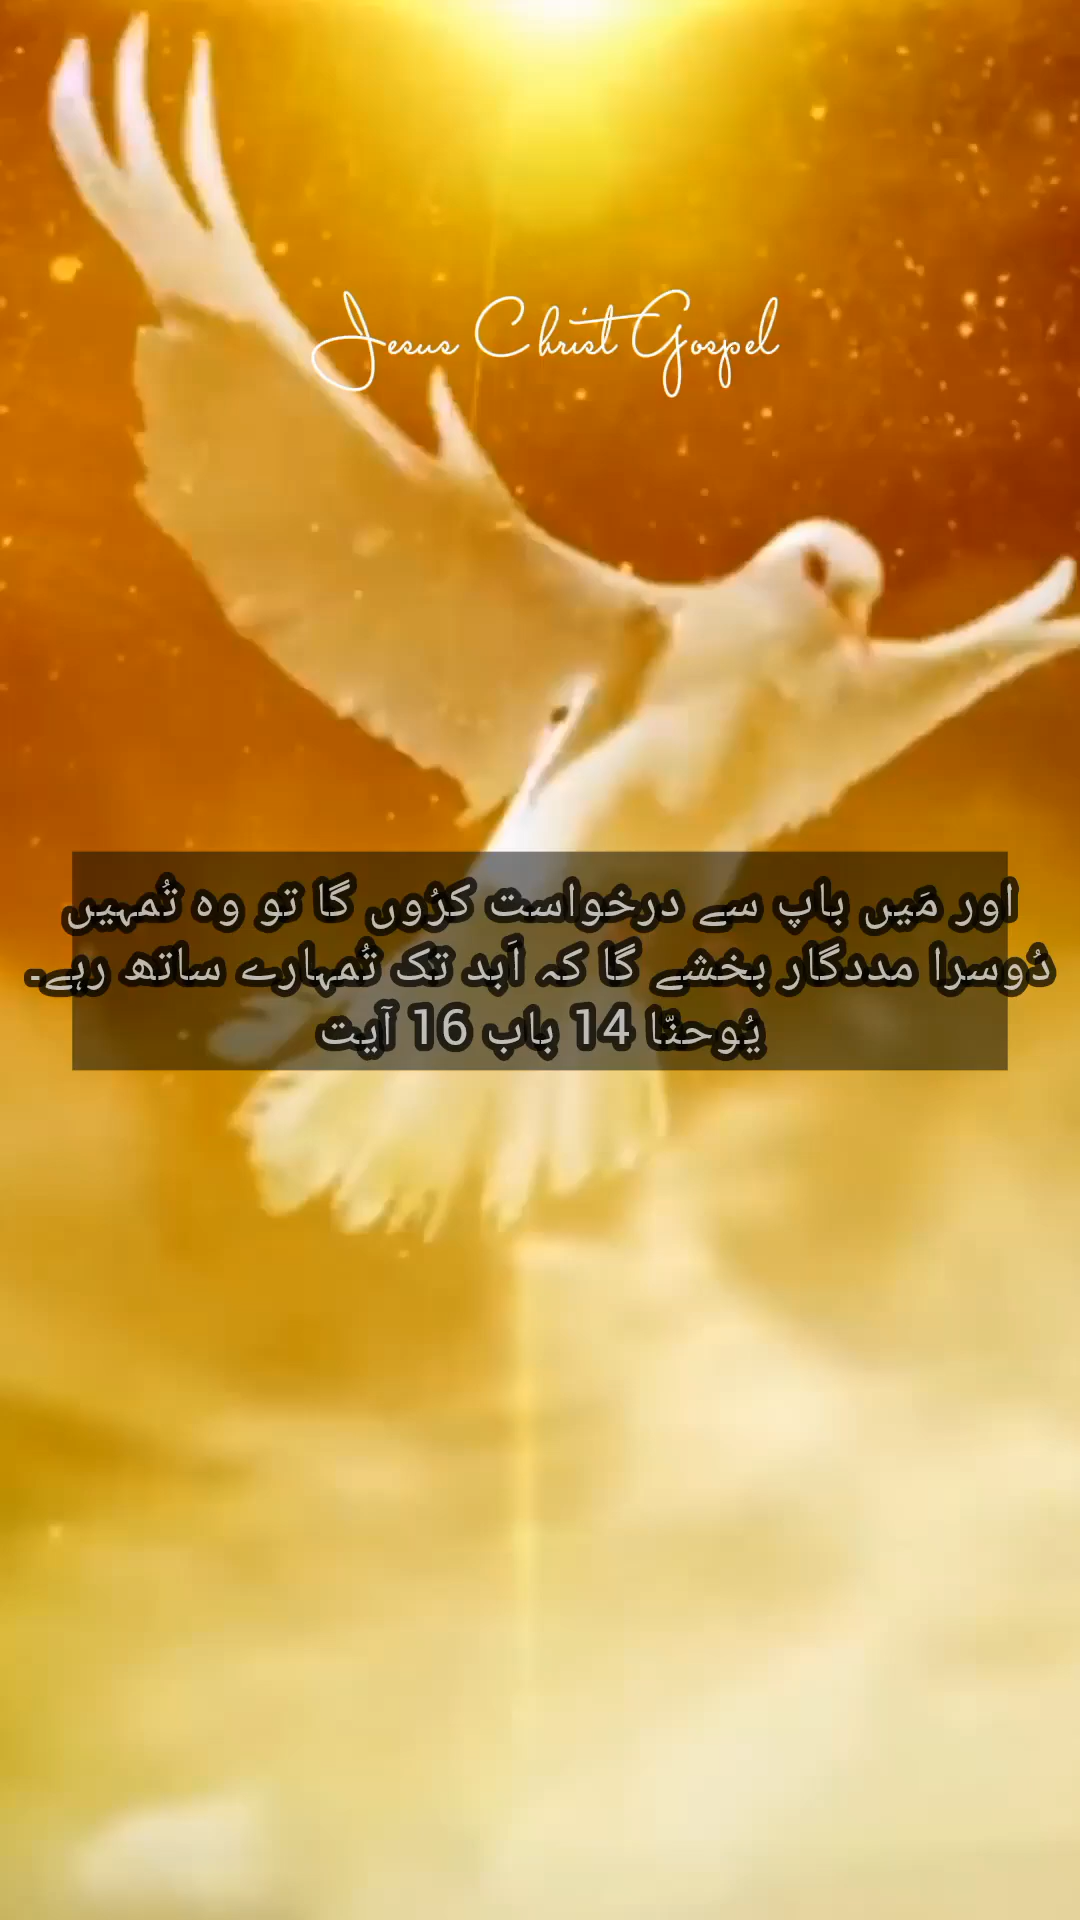 Jesus Christ Gospel
اور مَیں باپ سے درخواست کرُوں گا تو وہ تُمہیں
دُوسرا مددگار بخشے گا کہ اَبد تک تُمہارے ساتھ رہے۔
یُوحنّا 14 باب 16 آیت